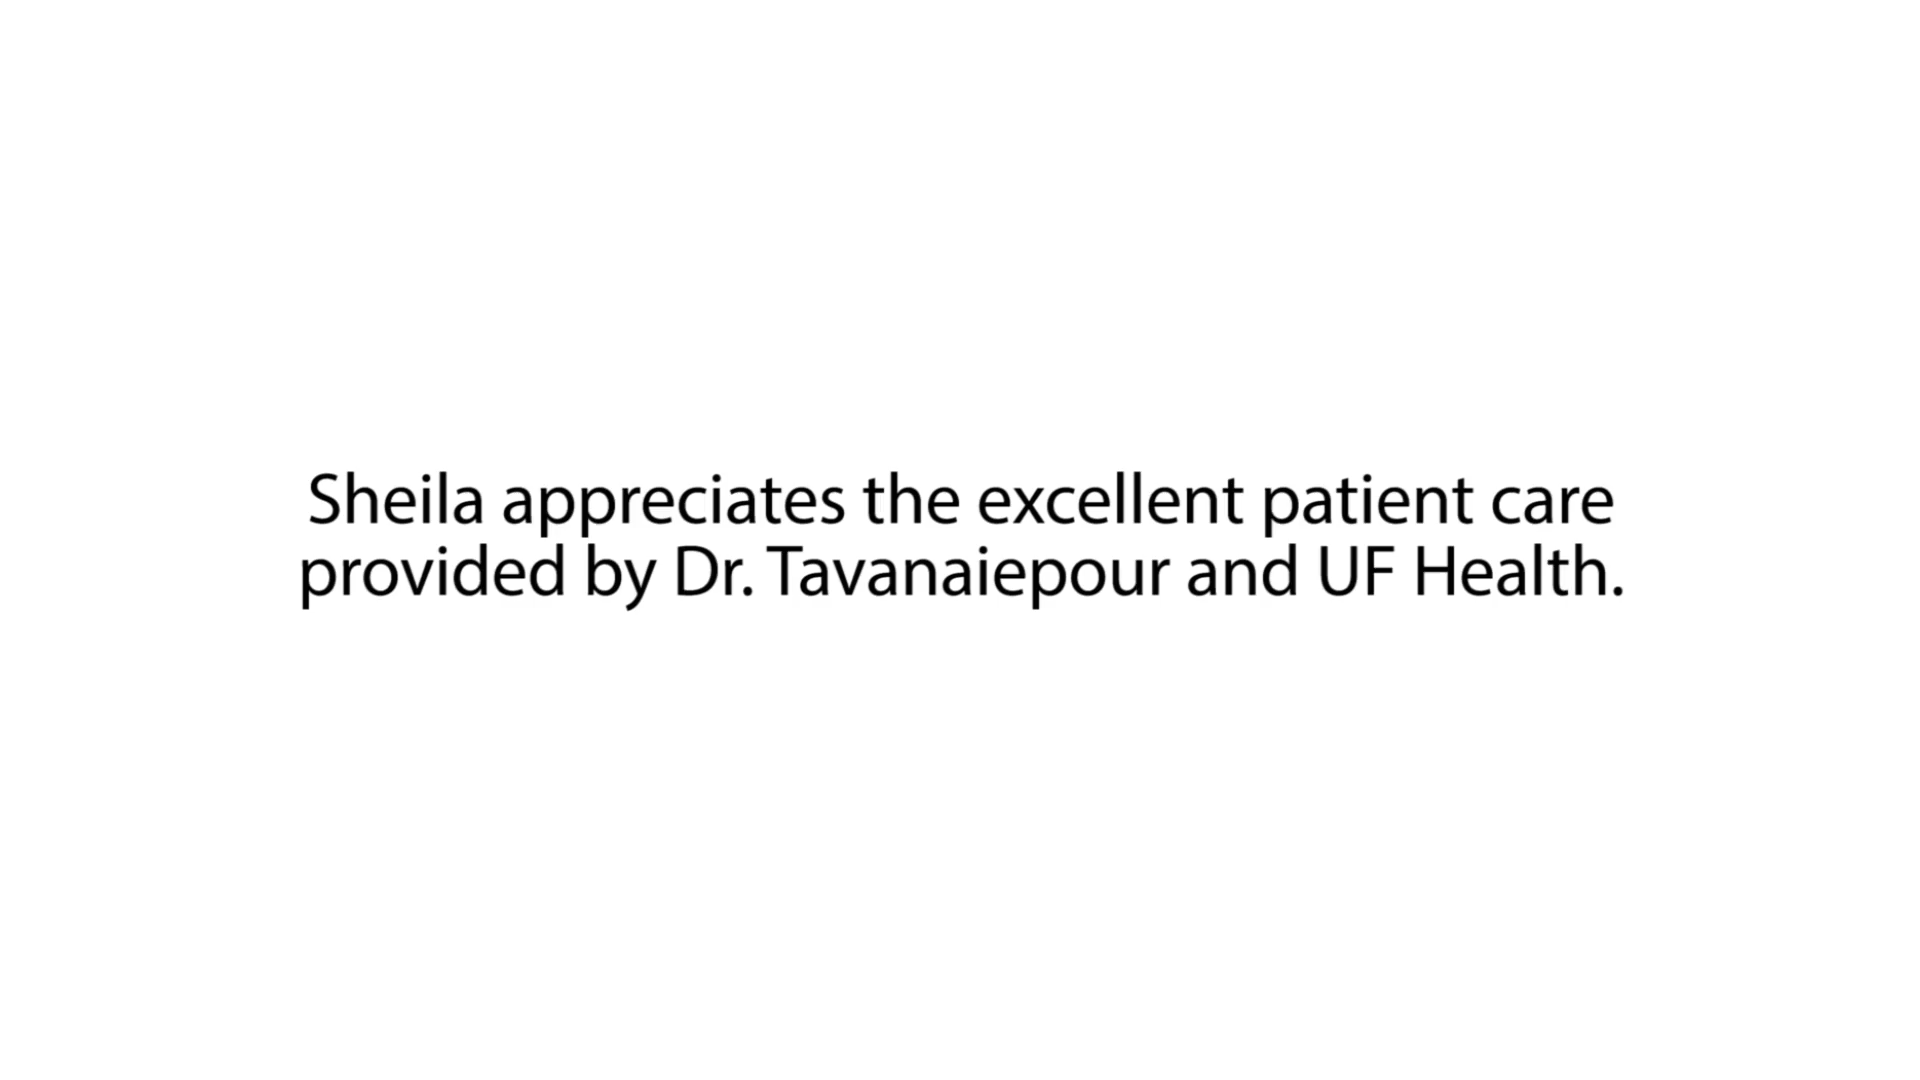 Sheila appreciates the excellent patient care
provided by Dr. Tavanaiepour and UF Health.